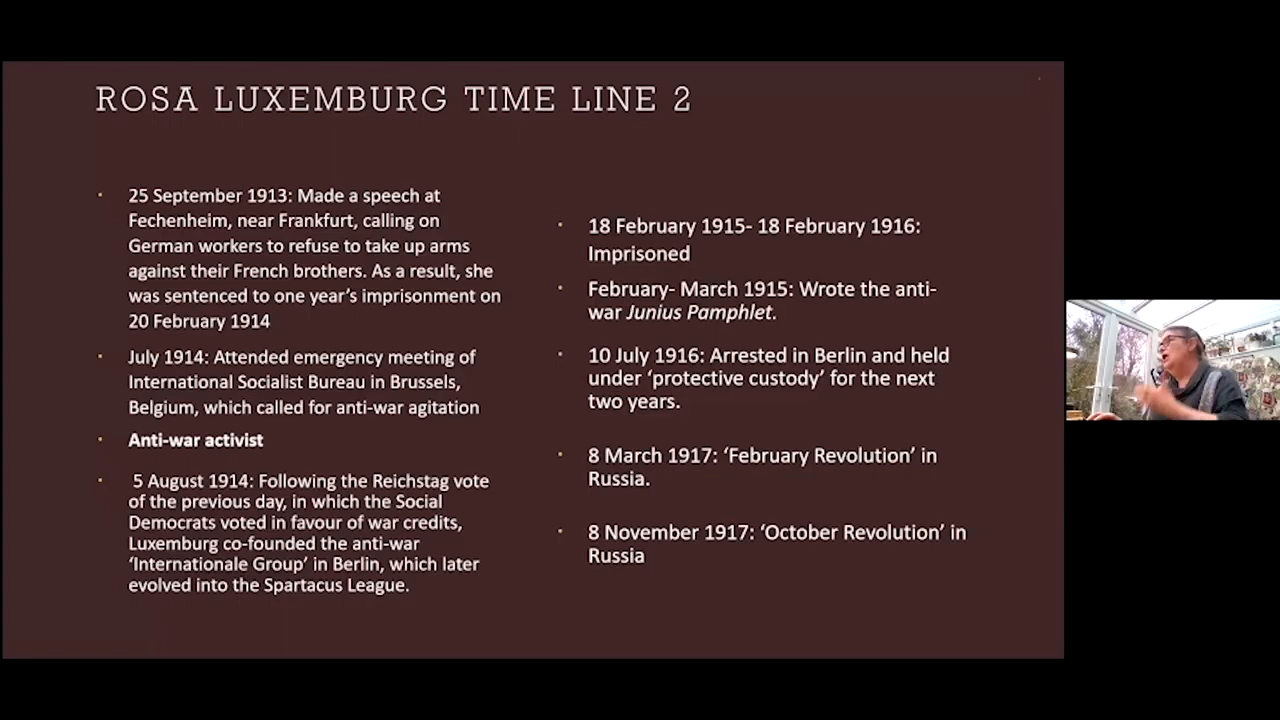 ROSA LUXEMBURG TIME LINE 2
25 September 1913: Made a speech at
Fechenheim, near Frankfurt, calling on
German workers to refuse to take up arms
against their French brothers. As a result, she
was sentenced to one year’s imprisonment on
20 February 1914
July 1914: Attended emergency meeting of
International Socialist Bureau in Brussels,
Belgium, which called for anti-war agitation
Anti-war activist
5 August 1914: Following the Reichstag vote
of the previous day, in which the Social
Democrats voted in favour of war credits,
Luxemburg co-founded the anti-war
‘Internationale Group’ in Berlin, which later
evolved into the Spartacus League.
18 February 1915- 18 February 1916:
Imprisoned
February- March 1915: Wrote the anti-
war Junius Pamphlet.
10 July 1916: Arrested in Berlin and held
under ‘protective custody’ for the next
two years.
8 March 1917: ‘February Revolution’ in
Russia.
8 November 1917: ‘October Revolution’ in
Russia